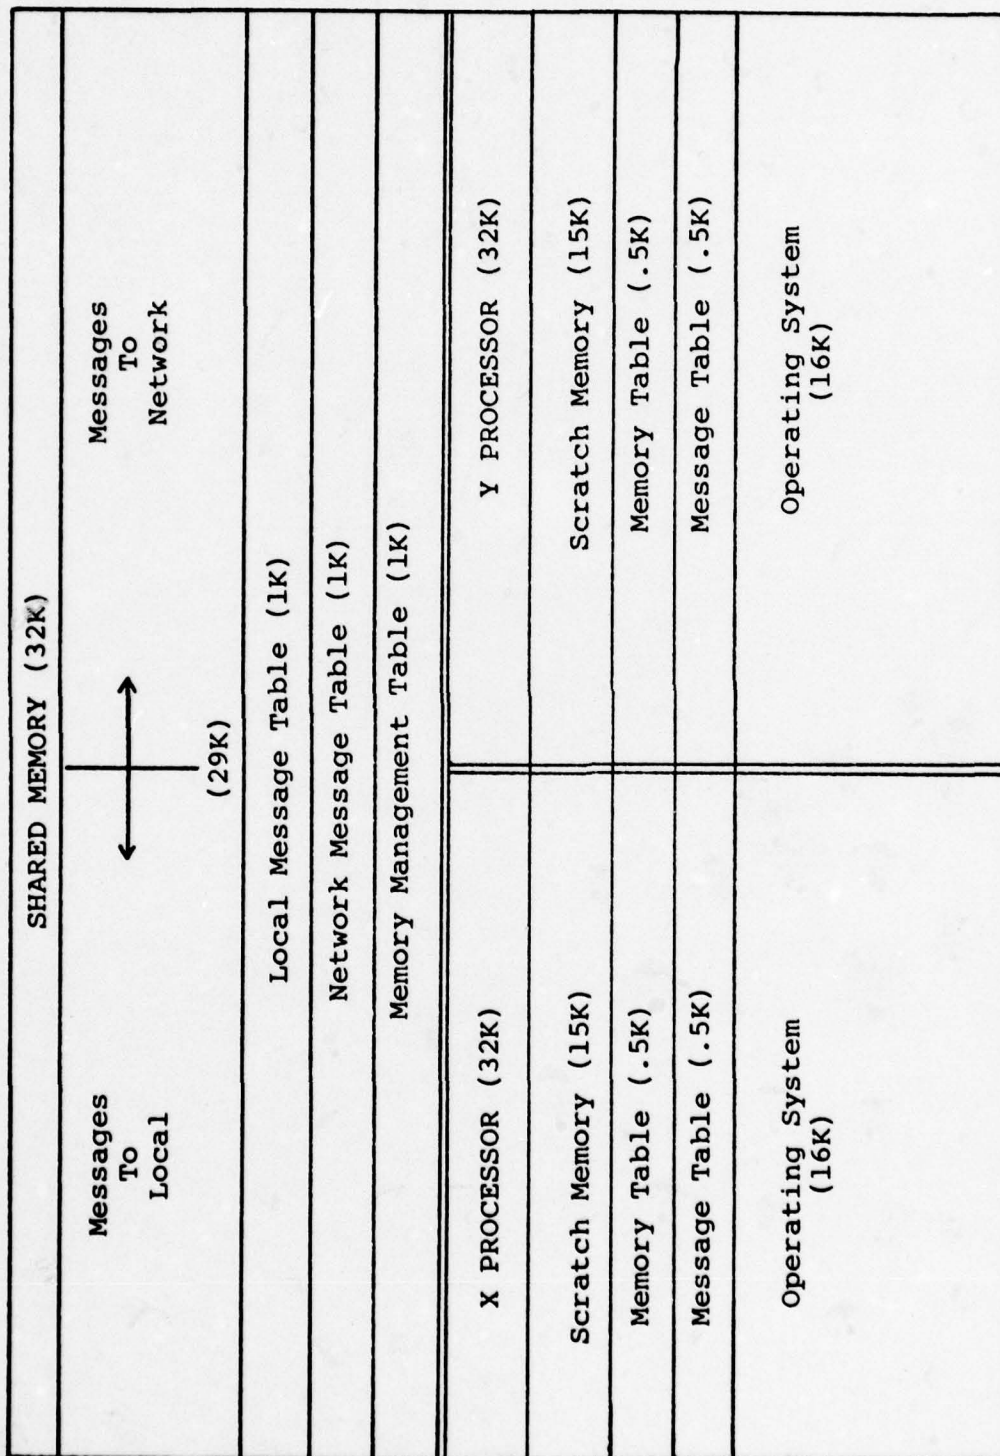 SHARED MEMORY (32K)
Messages
To
Local
Messages
To
Network
(29K)
Local Message Table (1K)
Network Message Table (1K)
Memory Management Table (1K)
X PROCESSOR (32K)
Y PROCESSOR (32K)
Scratch Memory (15K)
Scratch Memory (15K)
Memory Table (.5K)
Memory Table (.5K)
Message Table (.5K)
Message Table (.5K)
Operating System
(16K)
Operating System
(16K)